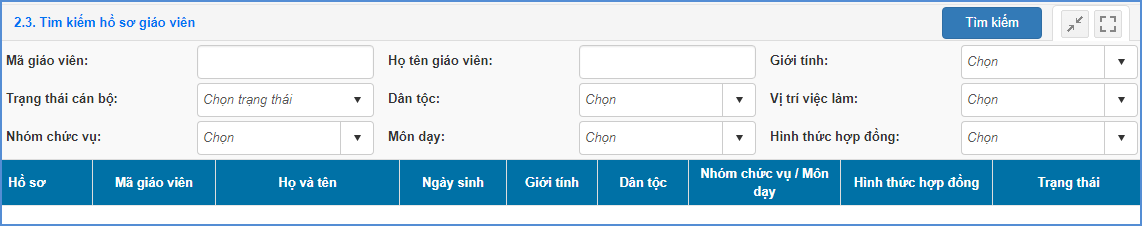 2.3. Tìm kiếm hồ sơ giáo viên
Tìm kiếm
Mã giáo viên:
Họ tên giáo viên:
Giới tính: Chọn
Trạng thái cán bộ: Chọn trạng thái
Dân tộc: Chọn
Vị trí việc làm: Chọn
Nhóm chức vụ: Chọn
Môn dạy: Chọn
Hình thức hợp đồng: Chọn
Hồ sơ
Mã giáo viên
Họ và tên
Ngày sinh
Giới tính
Dân tộc
Nhóm chức vụ / Môn
dạy
Hình thức hợp đồng
Trạng thái